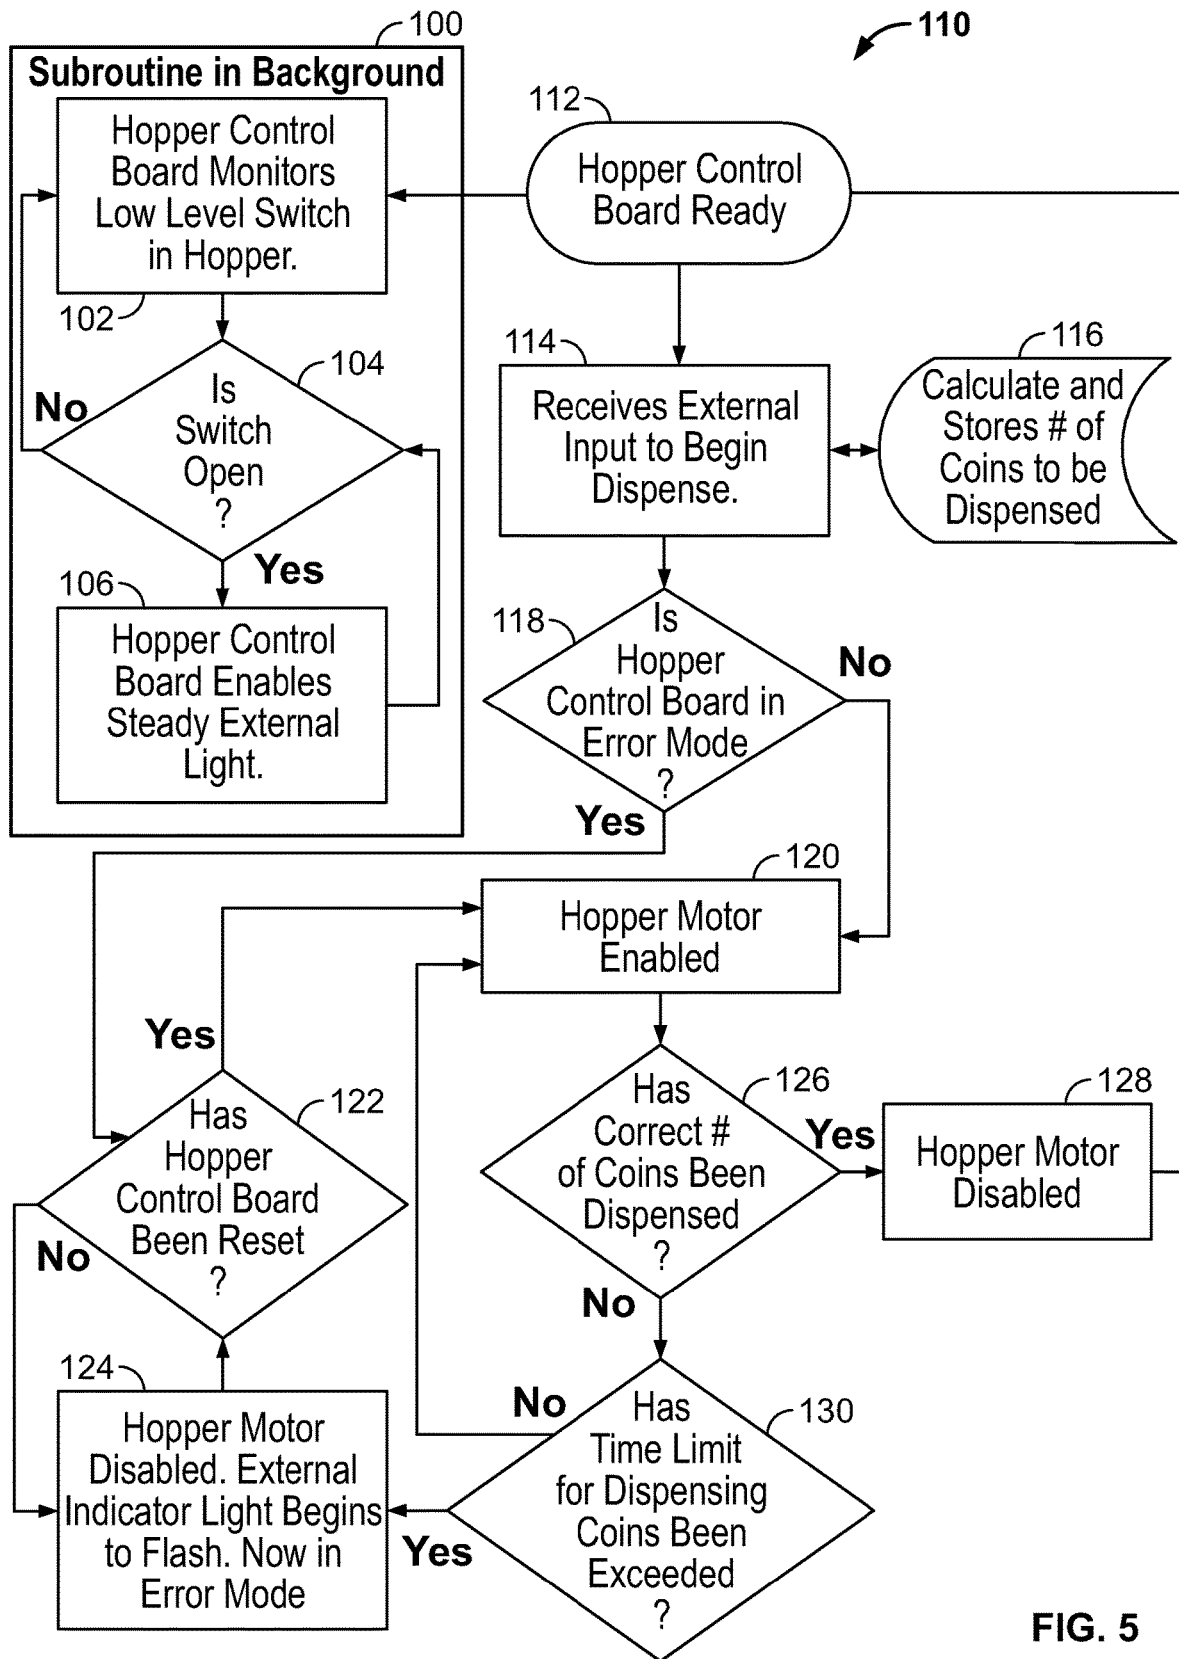 100
110
Subroutine in Background
Hopper Control
Board Monitors
Low Level Switch
in Hopper.
102
112
Hopper Control
Board Ready
104
Is
Switch
Open
?
No
Yes
114
Receives External
Input to Begin
Dispense.
116
Calculate and
Stores # of
Coins to be
Dispensed
106
Hopper Control
Board Enables
Steady External
Light.
118
Is
Hopper
Control Board in
Error Mode
?
No
Yes
120
Hopper Motor
Enabled
Yes
122
Has
Hopper
Control Board
Been Reset
?
No
126
Has
Correct #
of Coins Been
Dispensed
?
Yes
No
128
Hopper Motor
Disabled
124
Hopper Motor
Disabled. External
Indicator Light Begins
to Flash. Now in
Error Mode
130
Has
Time Limit
for Dispensing
Coins Been
Exceeded
?
No
Yes
FIG. 5